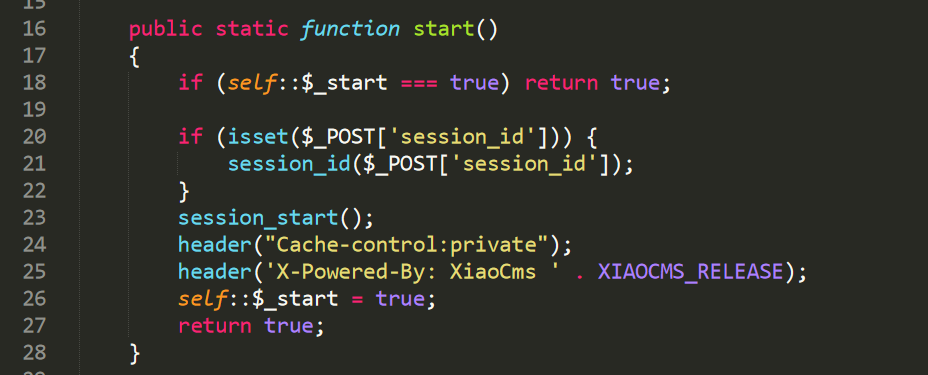 15
16 public static function start()
17 {
18 if (self::$_start === true) return true;
19
20 if (isset($_POST['session_id'])) {
21 session_id($_POST['session_id']);
22 }
23 session_start();
24 header("Cache-control:private");
25 header('X-Powered-By: XiaoCms ' . XIAOCMS_RELEASE);
26 self::$_start = true;
27 return true;
28 }